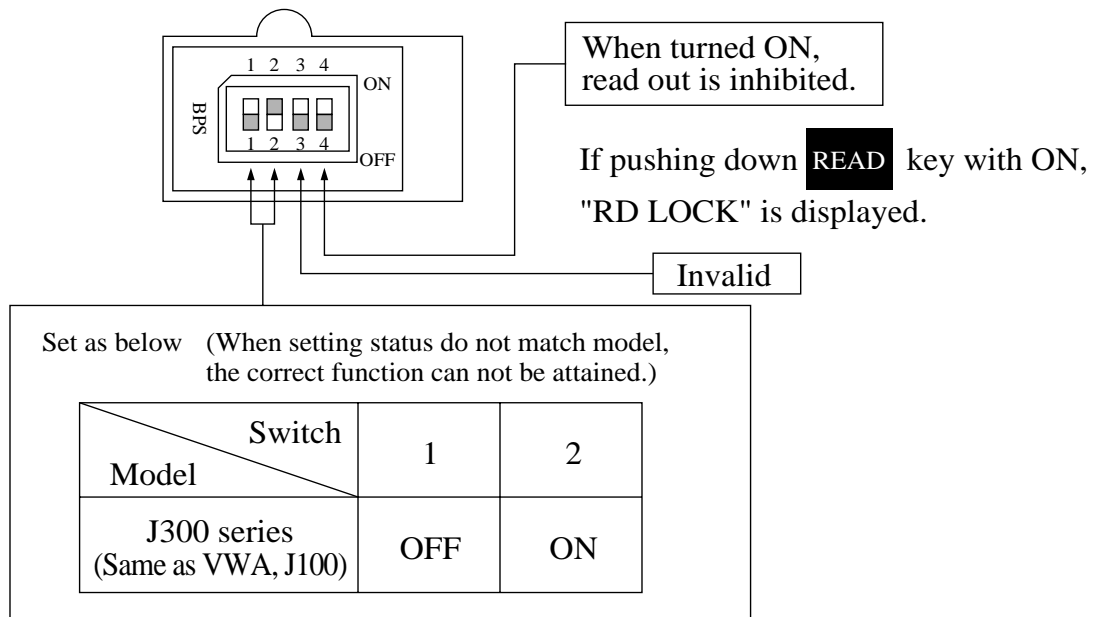 1 2 3 4
ON
BPS
1 2 3 4
OFF
When turned ON,
read out is inhibited.
If pushing down READ key with ON,
"RD LOCK" is displayed.
Invalid
Set as below (When setting status do not match model,
the correct function can not be attained.)
Switch
Model
1
2
J300 series
(Same as VWA, J100)
OFF
ON